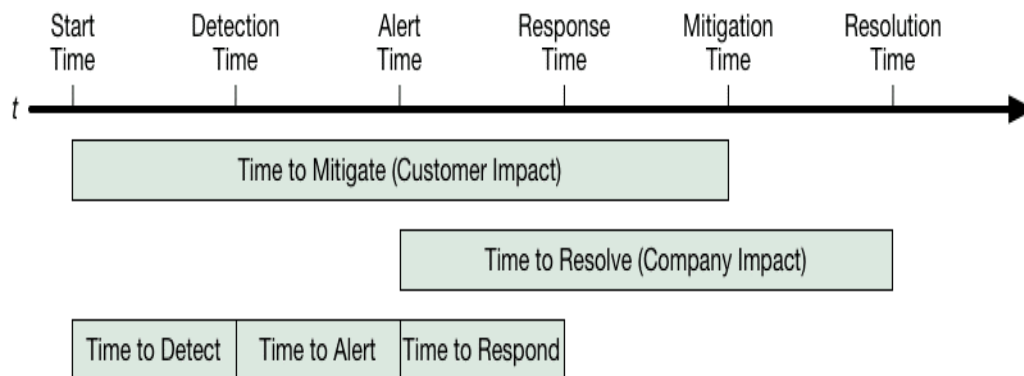 Start Detection Alert Response Mitigation Resolution
Time Time Time Time Time Time
t
Time to Mitigate (Customer Impact)
Time to Resolve (Company Impact)
Time to Detect Time to Alert Time to Respond